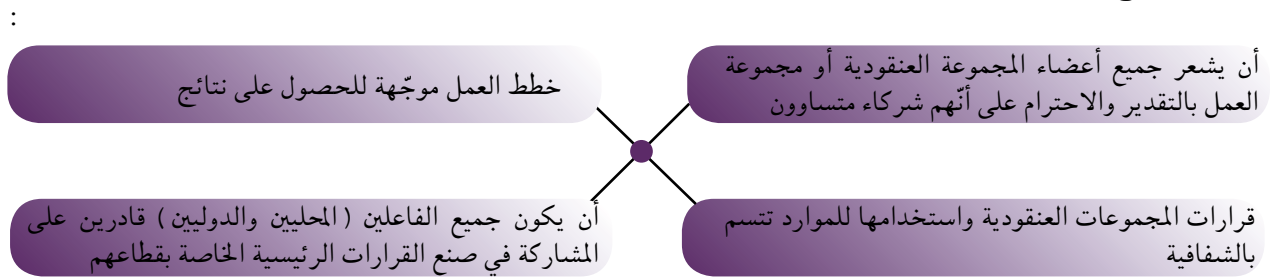 :
أن يشعر جميع أعضاء المجموعة العنقودية أو مجموعة
العمل بالتقدير والاحترام على أنّهم شركاء متساوون
خطط العمل موجّهة للحصول على نتائج
قرارات المجموعات العنقودية واستخدامها للموارد تتسم
بالشفافية
أن يكون جميع الفاعلين (المحليين والدوليين) قادرين على
المشاركة في صنع القرارات الرئيسية الخاصة بقطاعهم